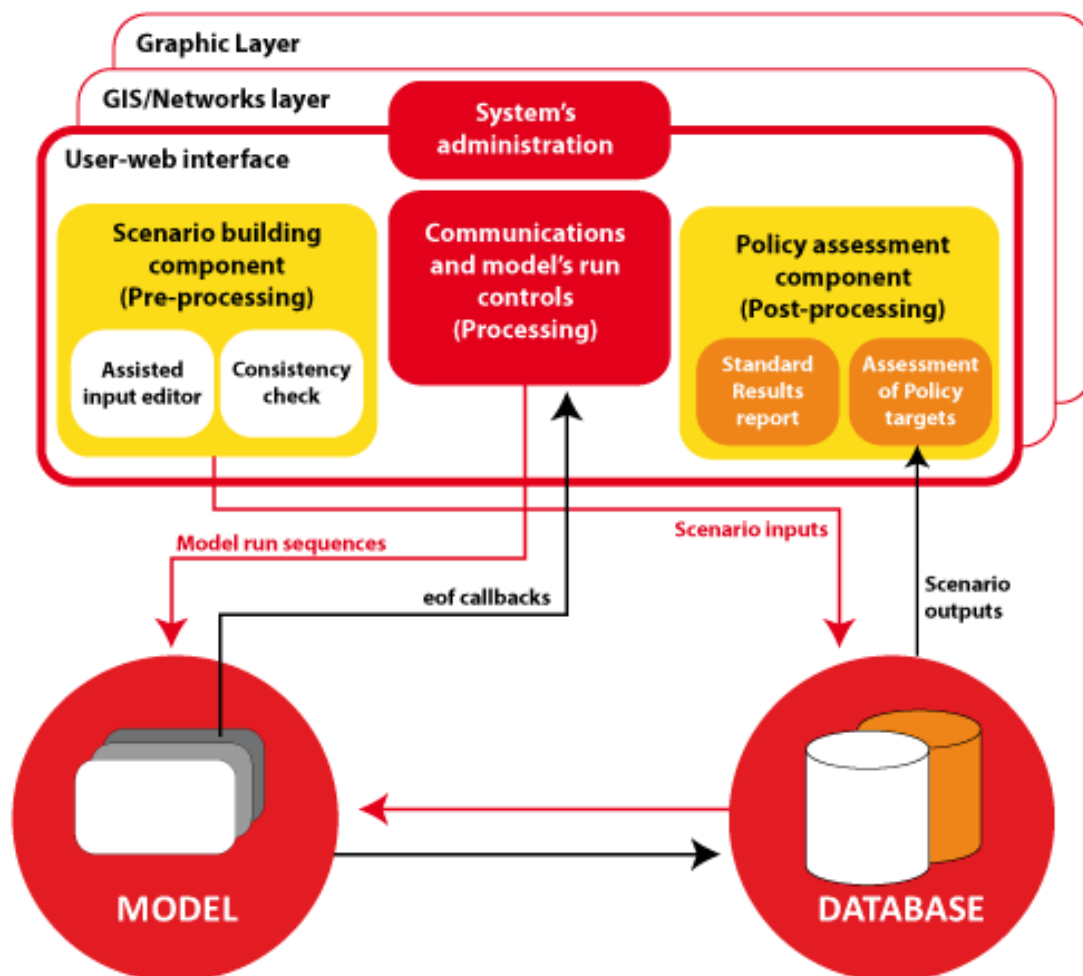 Graphic Layer
GIS/Networks layer
System's
administration
User-web interface
Scenario building
component
(Pre-processing)
Assisted
input editor
Consistency
check
Communications
and model's run
controls
(Processing)
Policy assessment
component
(Post-processing)
Standard
Results
report
Assessment
of Policy
targets
Model run sequences
Scenario inputs
eof callbacks
Scenario
outputs
MODEL
DATABASE